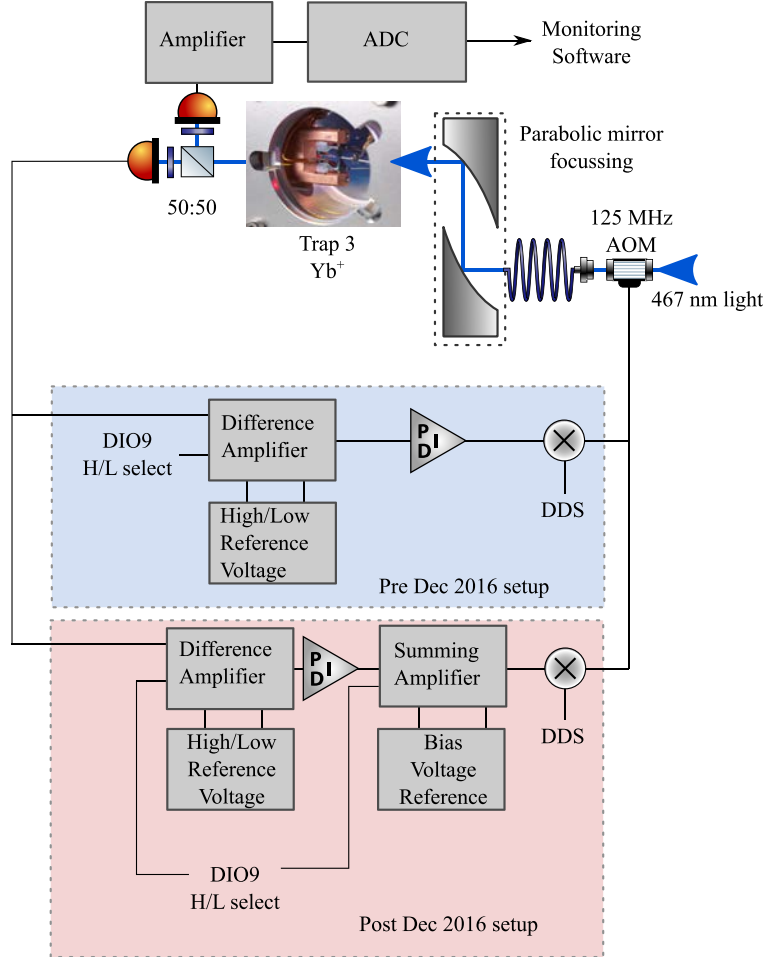 Amplifier
ADC
Monitoring
Software
Parabolic mirror
focussing
50:50
Trap 3
Yb⁺
125 MHz
AOM
467 nm light
Difference
Amplifier
P
I
D
DIO9
H/L select
High/Low
Reference
Voltage
DDS
Pre Dec 2016 setup
Difference
Amplifier
P
I
D
Summing
Amplifier
High/Low
Reference
Voltage
Bias
Voltage
Reference
DDS
DIO9
H/L select
Post Dec 2016 setup